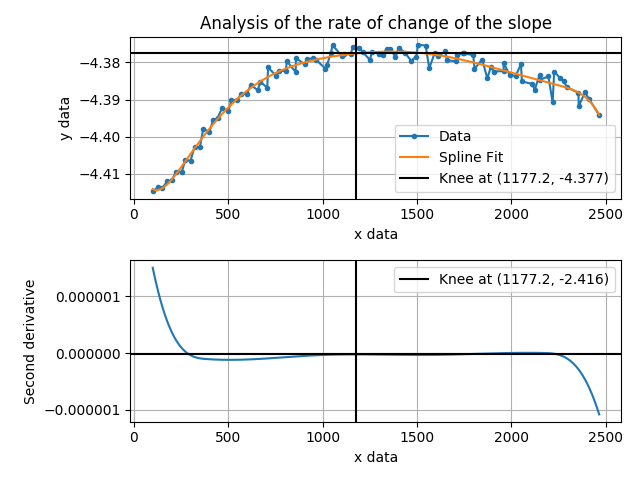 Analysis of the rate of change of the slope
−4.38
−4.39
−4.40
−4.41
y data
Data
Spline Fit
Knee at (1177.2, -4.377)
0
500
1000
1500
2000
2500
x data
0.000001
0.000000
−0.000001
Second derivative
Knee at (1177.2, -2.416)
0
500
1000
1500
2000
2500
x data